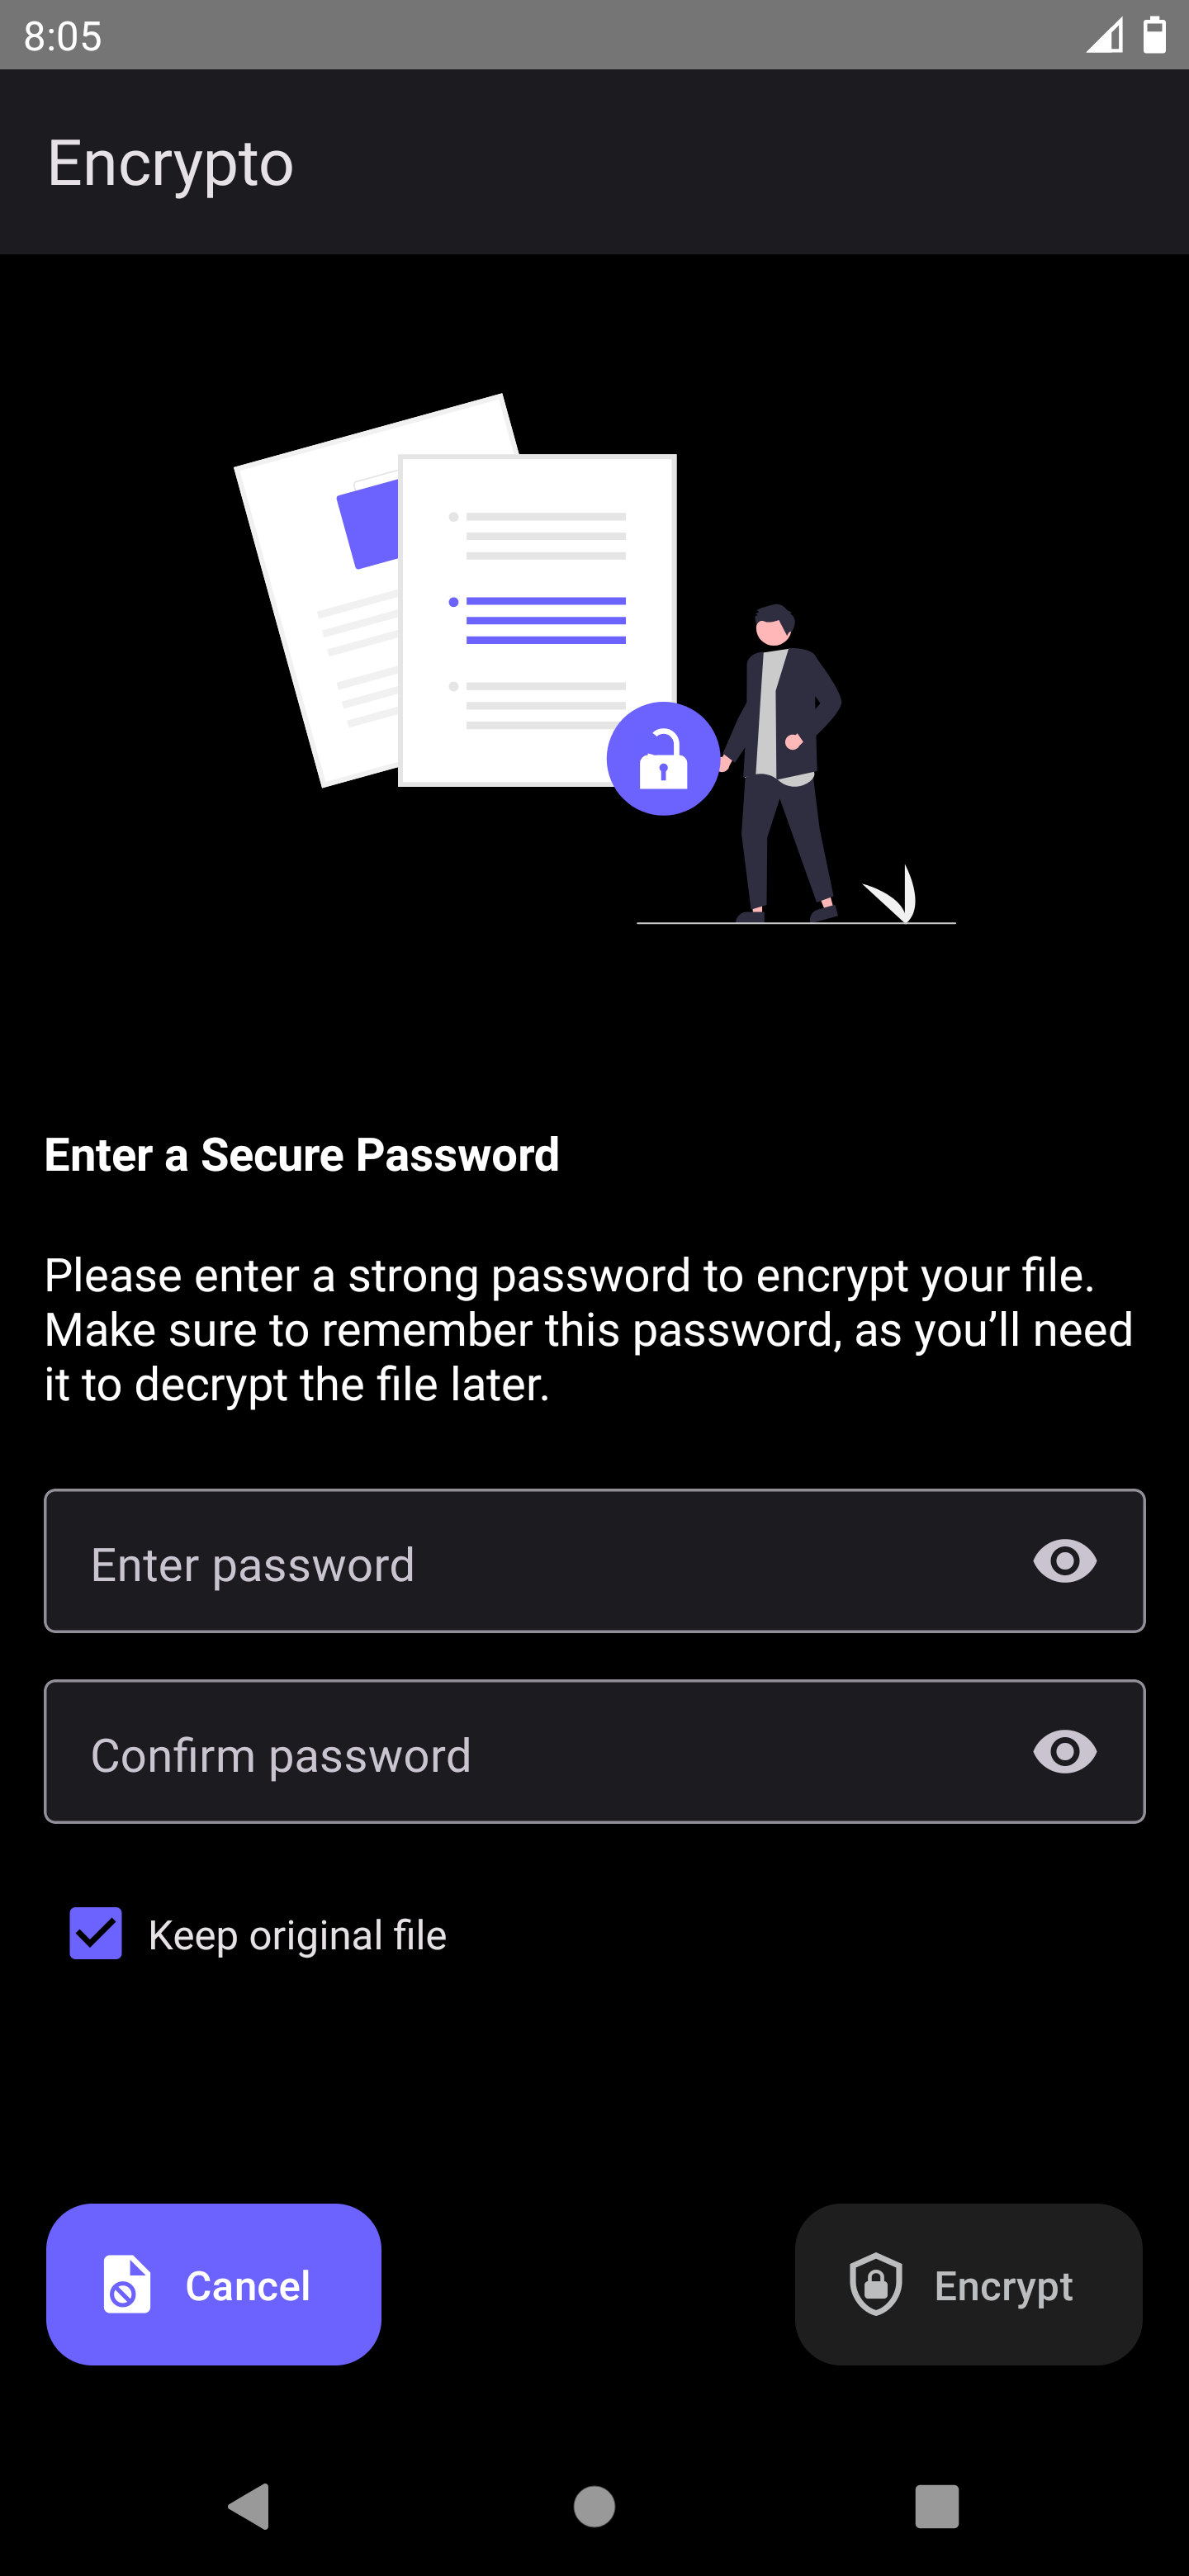 8:05
Encrypto
Enter a Secure Password
Please enter a strong password to encrypt your file.
Make sure to remember this password, as you’ll need
it to decrypt the file later.
Enter password
Confirm password
Keep original file
Cancel
Encrypt